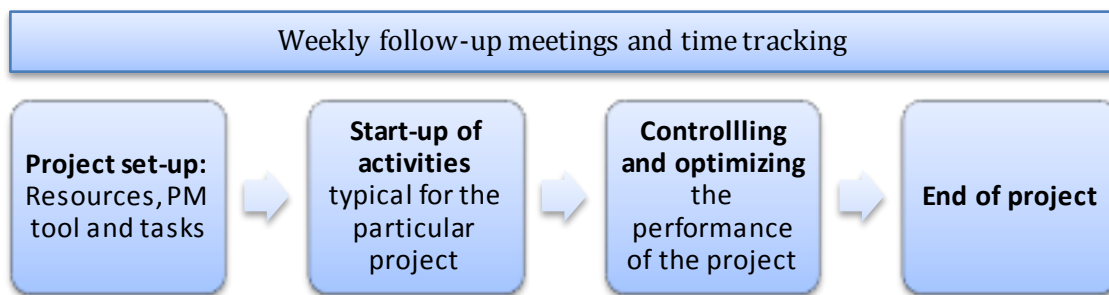 Weekly follow-up meetings and time tracking
Project set-up:
Resources, PM
tool and tasks
Start-up of
activities
typical for the
particular
project
Controllling
and optimizing
the
performance
of the project
End of project